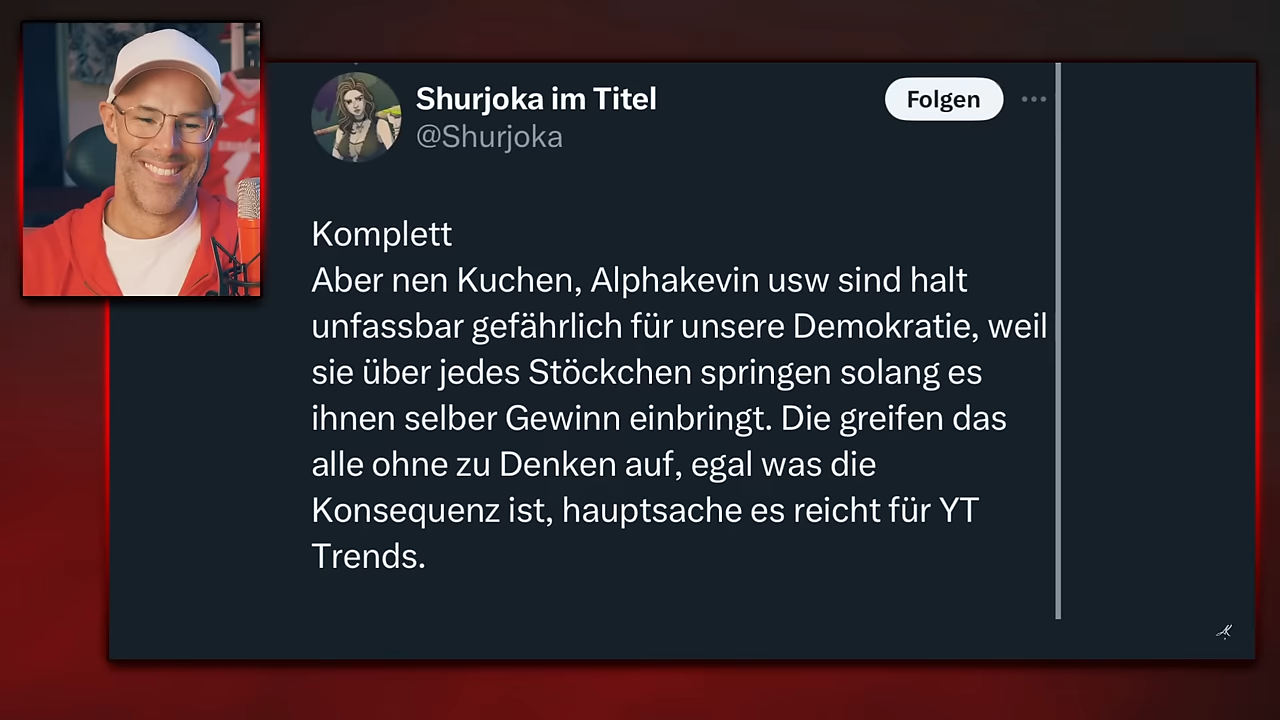 Shurjoka im Titel
@Shurjoka
Folgen
Komplett
Aber nen Kuchen, Alphakevin usw sind halt
unfassbar gefährlich für unsere Demokratie, weil
sie über jedes Stöckchen springen solang es
ihnen selber Gewinn einbringt. Die greifen das
alle ohne zu Denken auf, egal was die
Konsequenz ist, hauptsache es reicht für YT
Trends.
AK